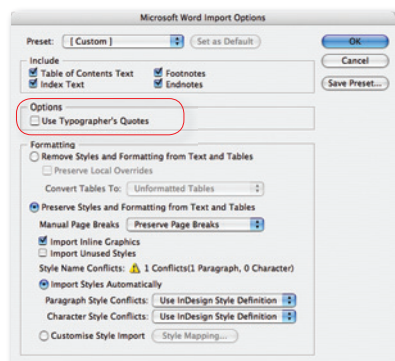 Microsoft Word Import Options
Preset: [Custom] Set as Default OK
Include Cancel
Table of Contents Text Footnotes
Index Text Endnotes Save Preset...
Options
Use Typographer's Quotes
Formatting
Remove Styles and Formatting from Text and Tables
Preserve Local Overrides
Convert Tables To: Unformatted Tables
Preserve Styles and Formatting from Text and Tables
Manual Page Breaks Preserve Page Breaks
Import Inline Graphics
Import Unused Styles
Style Name Conflicts: 1 Conflicts(1 Paragraph, 0 Character)
Import Styles Automatically
Paragraph Style Conflicts: Use InDesign Style Definition
Character Style Conflicts: Use InDesign Style Definition
Customise Style Import Style Mapping...